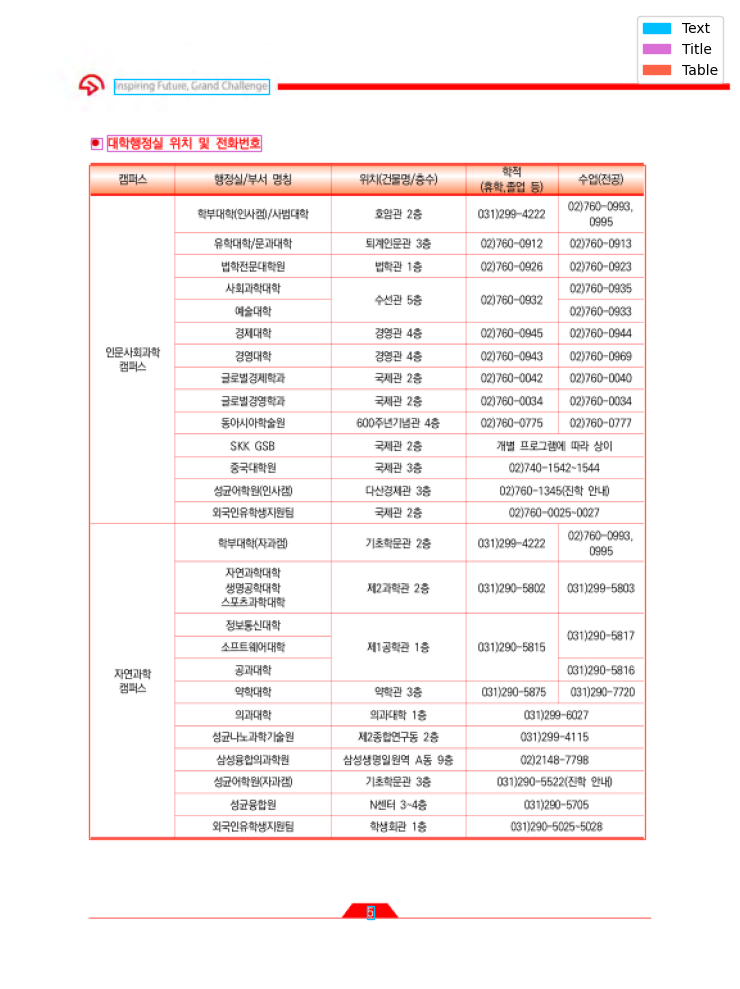 Text
Title
Table
Inspiring Future, Grand Challenge
대학행정실 위치 및 전화번호
캠퍼스 행정실/부서 명칭 위치(건물명/층수) 학적 (휴학,졸업 등) 수업(전공)
인문사회과학 캠퍼스
학부대학(인사캠)/사범대학 호암관 2층 031)299-4222 02)760-0993, 0995
유학대학/문과대학 퇴계인문관 3층 02)760-0912 02)760-0913
법학전문대학원 법학관 1층 02)760-0926 02)760-0923
사회과학대학 수선관 5층 02)760-0932 02)760-0935
예술대학 02)760-0933
경제대학 경영관 4층 02)760-0945 02)760-0944
경영대학 경영관 4층 02)760-0943 02)760-0969
글로벌경제학과 국제관 2층 02)760-0042 02)760-0040
글로벌경영학과 국제관 2층 02)760-0034 02)760-0034
동아시아학술원 600주년기념관 4층 02)760-0775 02)760-0777
SKK GSB 국제관 2층 개별 프로그램에 따라 상이
중국대학원 국제관 3층 02)740-1542~1544
성균어학원(인사캠) 다산경제관 3층 02)760-1345(진학 안내)
외국인유학생지원팀 국제관 2층 02)760-0025~0027
자연과학 캠퍼스
학부대학(자과캠) 기초학문관 2층 031)299-4222 02)760-0993, 0995
자연과학대학 생명공학대학 스포츠과학대학 제2과학관 2층 031)290-5802 031)299-5803
정보통신대학 제1공학관 1층 031)290-5815 031)290-5817
소프트웨어대학
공과대학 031)290-5816
약학대학 약학관 3층 031)290-5875 031)290-7720
의과대학 의과대학 1층 031)299-6027
성균나노과학기술원 제2종합연구동 2층 031)299-4115
삼성융합의과학원 삼성생명일원역 A동 9층 02)2148-7798
성균어학원(자과캠) 기초학문관 3층 031)290-5522(진학 안내)
성균융합원 N센터 3~4층 031)290-5705
외국인유학생지원팀 학생회관 1층 031)290-5025~5028
5